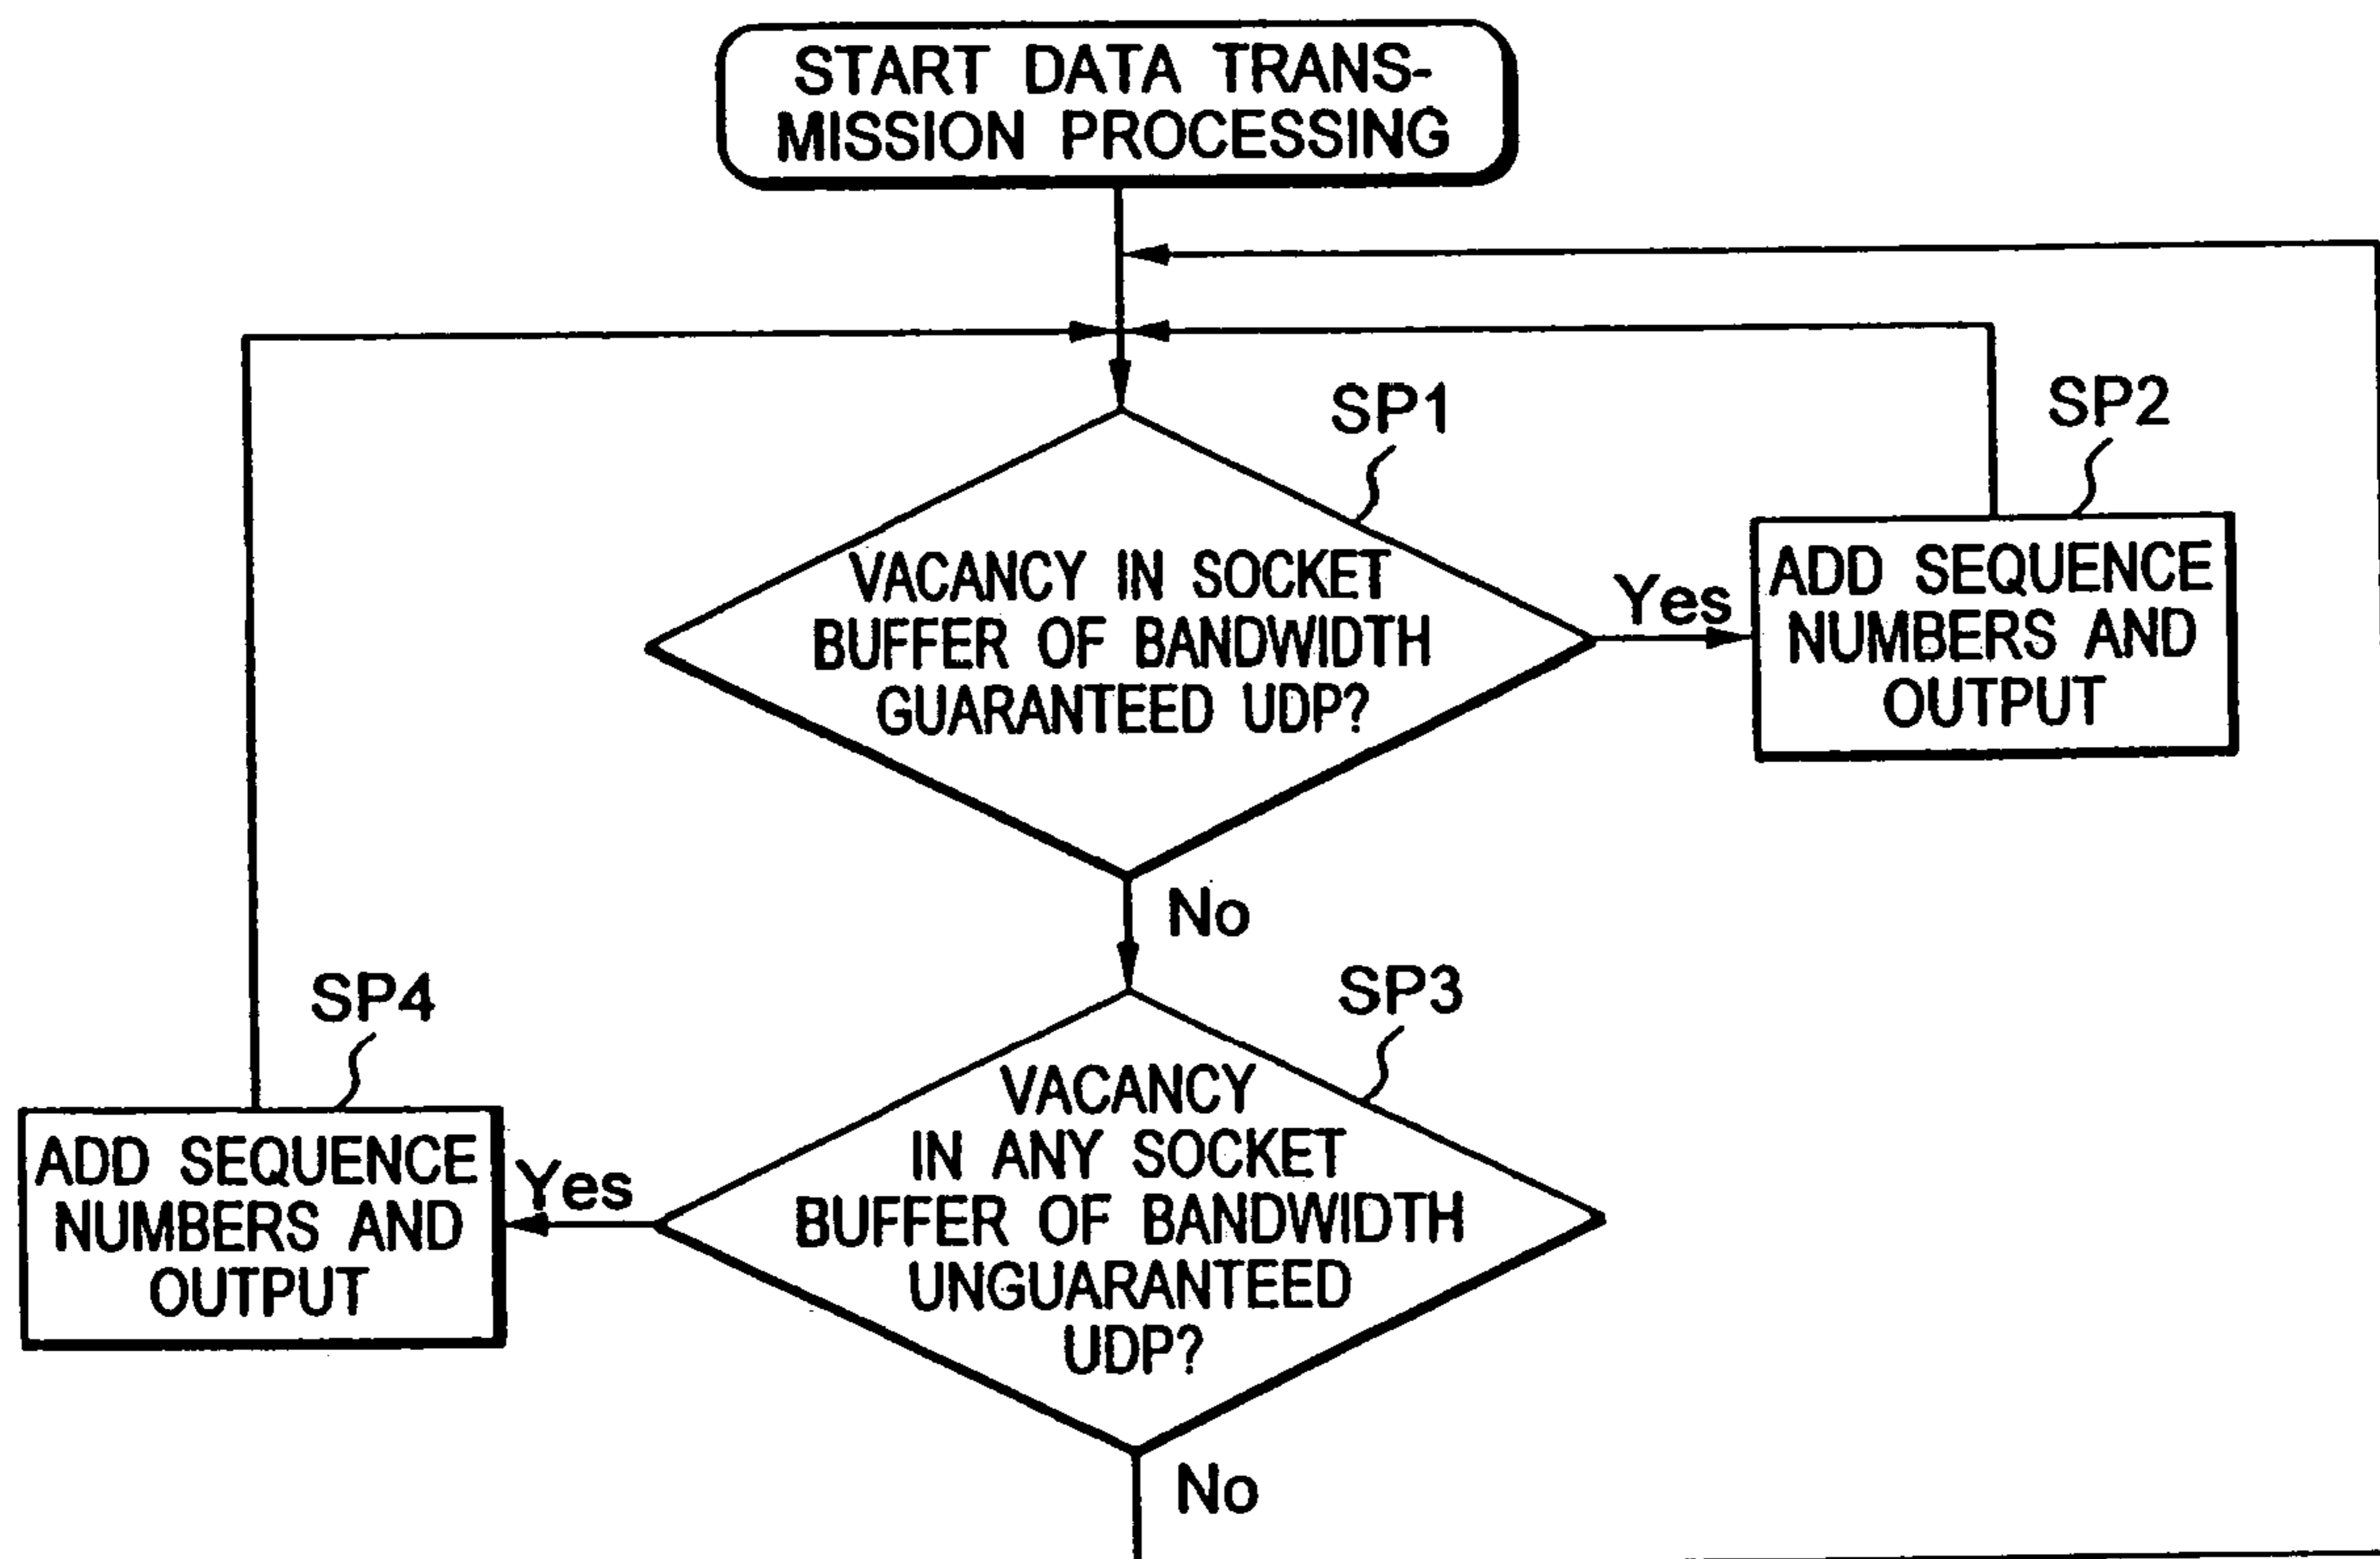 START DATA TRANS-
MISSION PROCESSING
SP1
SP2
VACANCY IN SOCKET
BUFFER OF BANDWIDTH
GUARANTEED UDP?
Yes
ADD SEQUENCE
NUMBERS AND
OUTPUT
No
SP3
SP4
VACANCY
IN ANY SOCKET
BUFFER OF BANDWIDTH
UNGUARANTEED
UDP?
Yes
ADD SEQUENCE
NUMBERS AND
OUTPUT
No